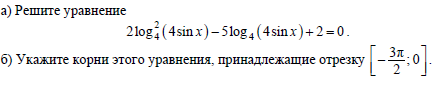 а) Решите уравнение
2log₄²(4sin x)−5log₄(4sin x)+2=0.
б) Укажите корни этого уравнения, принадлежащие отрезку [−3π/2; 0].